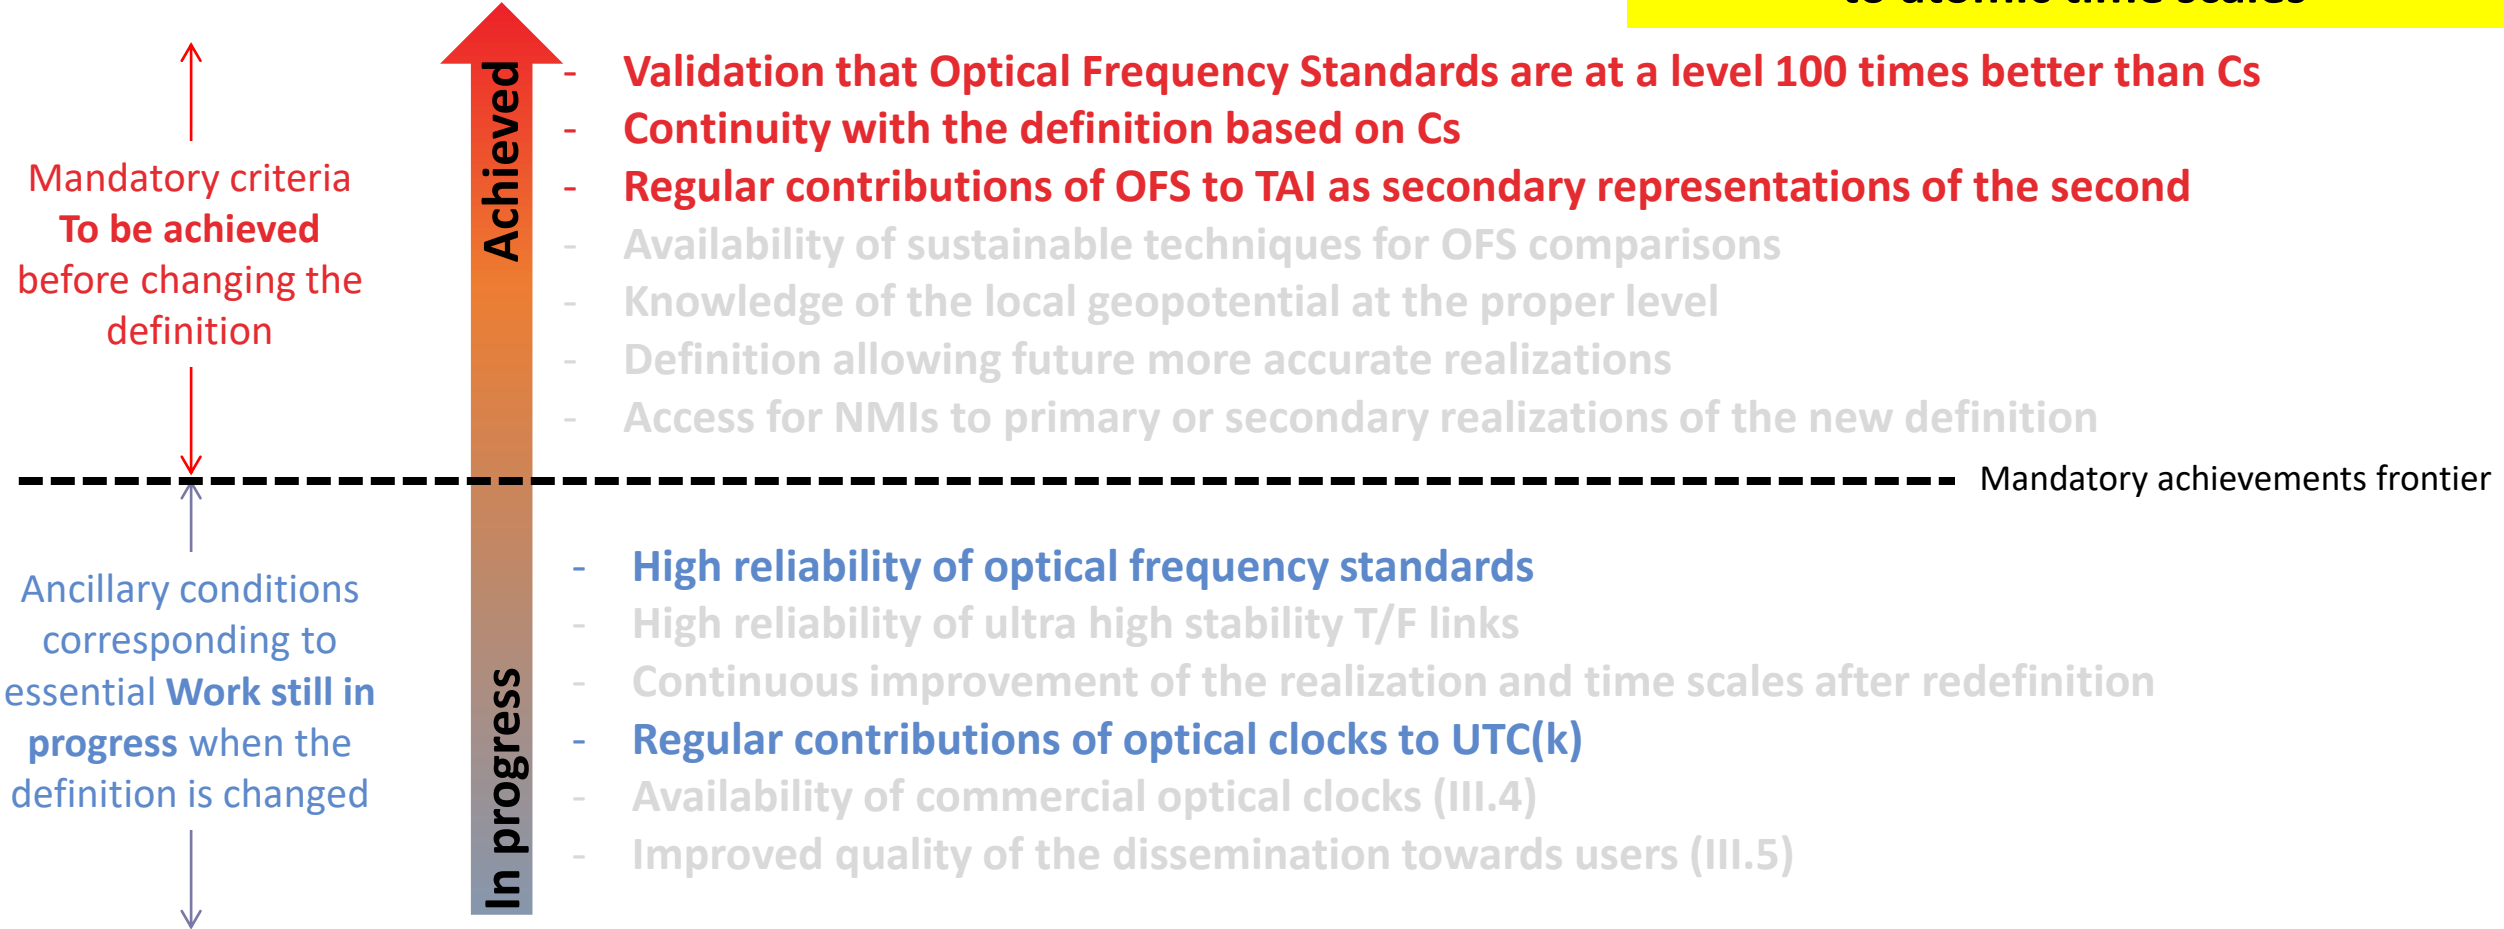 to atomic time scales
- Validation that Optical Frequency Standards are at a level 100 times better than Cs
- Continuity with the definition based on Cs
- Regular contributions of OFS to TAI as secondary representations of the second
- Availability of sustainable techniques for OFS comparisons
- Knowledge of the local geopotential at the proper level
- Definition allowing future more accurate realizations
- Access for NMIs to primary or secondary realizations of the new definition
Mandatory criteria
To be achieved
before changing the
definition
Achieved
Mandatory achievements frontier
- High reliability of optical frequency standards
- High reliability of ultra high stability T/F links
- Continuous improvement of the realization and time scales after redefinition
- Regular contributions of optical clocks to UTC(k)
- Availability of commercial optical clocks (III.4)
- Improved quality of the dissemination towards users (III.5)
Ancillary conditions
corresponding to
essential Work still in
progress when the
definition is changed
In progress